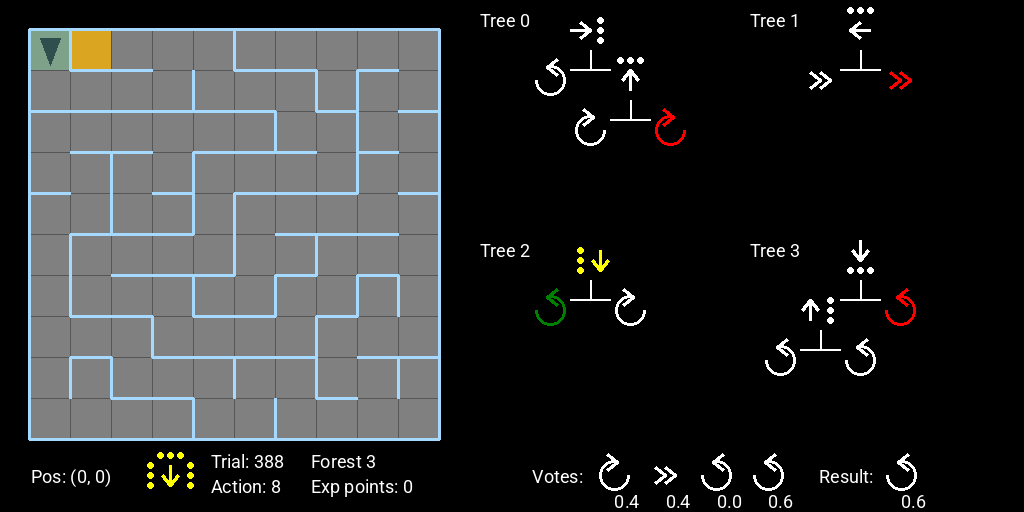 Tree 0
Tree 1
Tree 2
Tree 3
Pos: (0, 0)
Trial: 388
Forest 3
Action: 8
Exp points: 0
Votes:
0.4
0.4
0.0
0.6
Result:
0.6